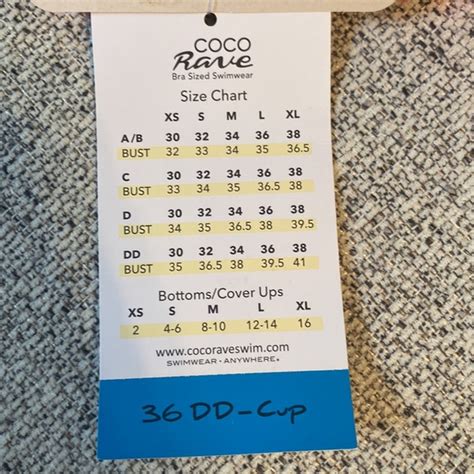 COCO
Rave
Bra Sized Swimwear
Size Chart
XS S M L XL
A/B 30 32 34 36 38
BUST 32 33 34 35 36.5
C 30 32 34 36 38
BUST 33 34 35 36.5 38
D 30 32 34 36 38
BUST 34 35 36.5 38 39.5
DD 30 32 34 36 38
BUST 35 36.5 38 39.5 41
Bottoms/Cover Ups
XS S M L XL
2 4-6 8-10 12-14 16
www.cocoraveswim.com
SWIMWEAR • ANYWHERE.
36 DD-Cup